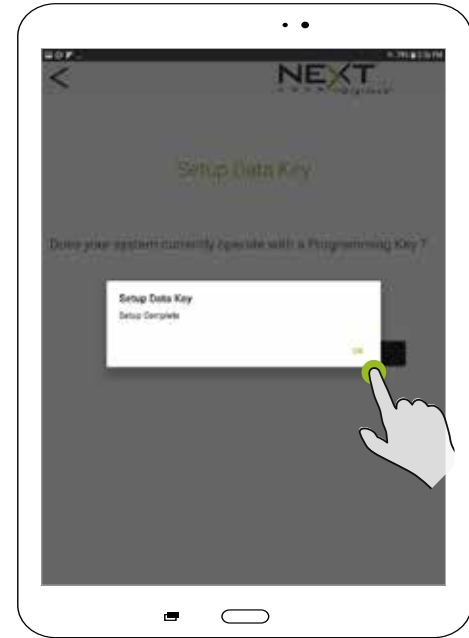 NEXT
Setup Data Key
Does your system currently operate with a Programming Key ?
Setup Data Key
Setup Complete
OK